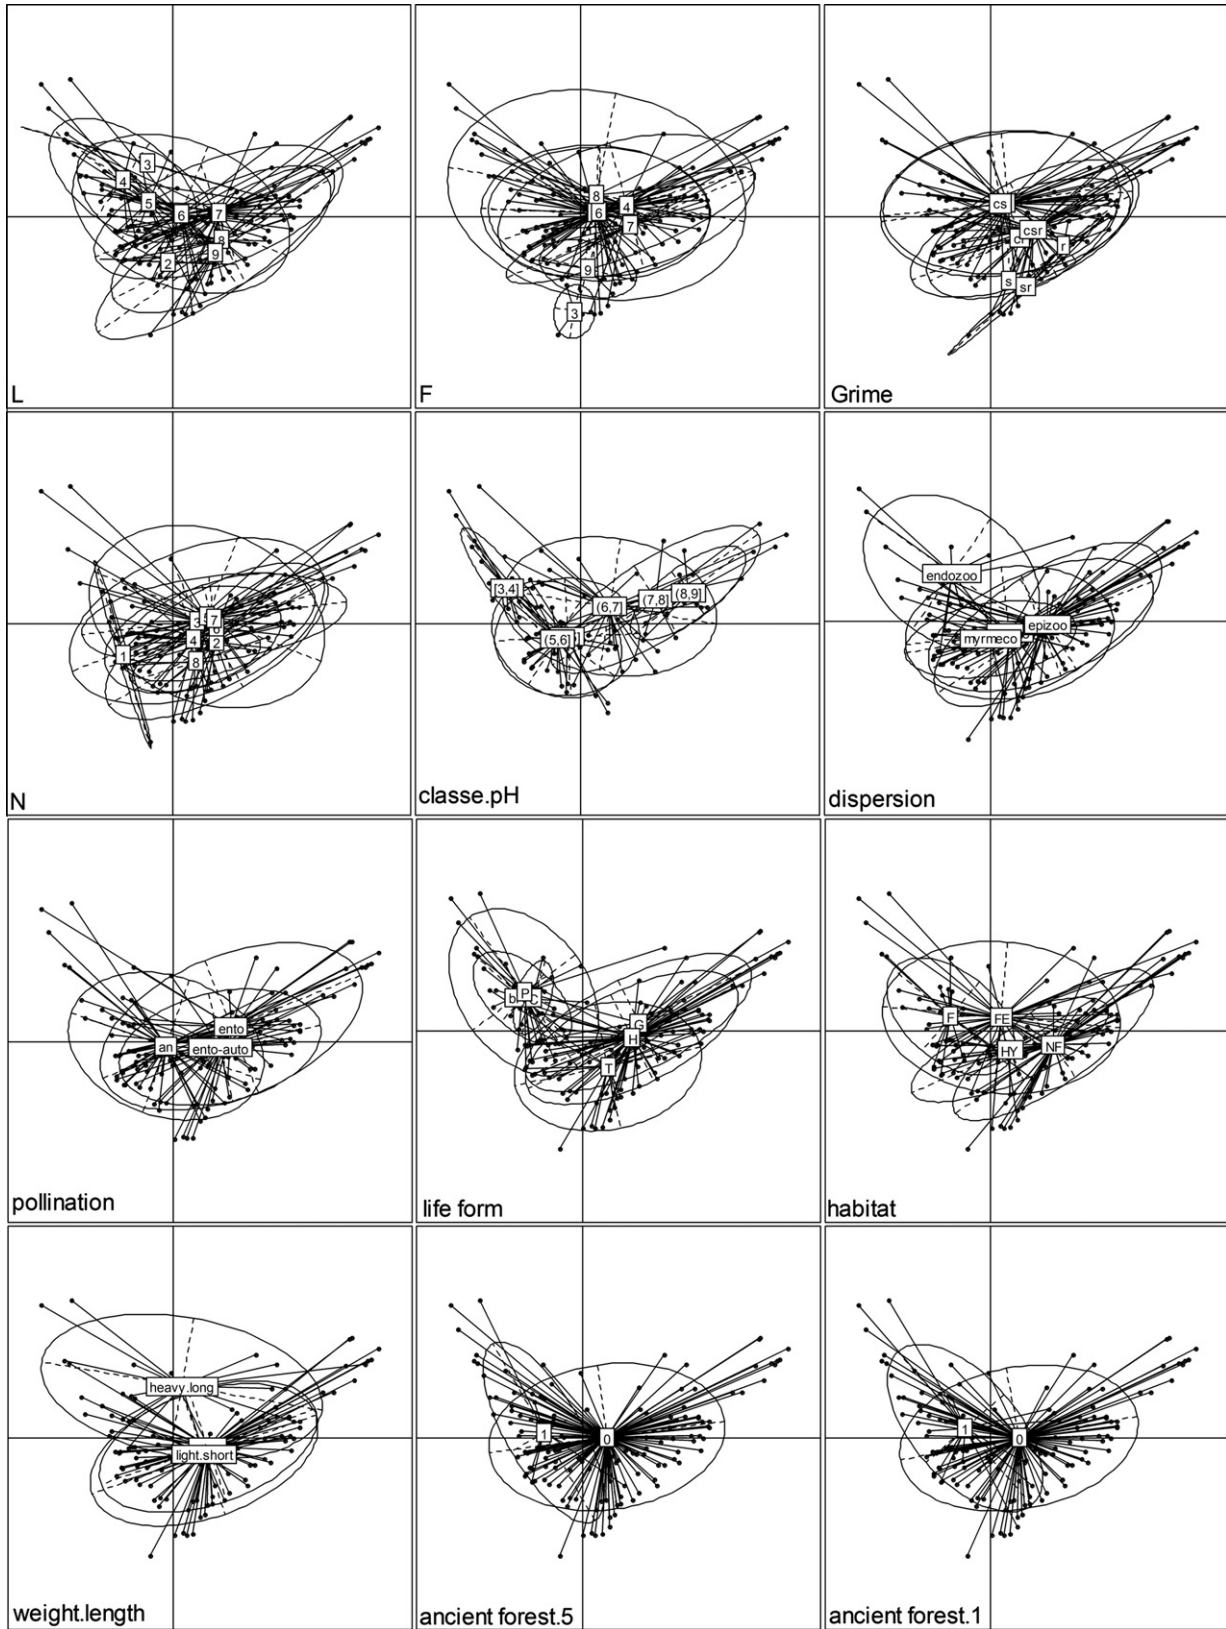 3
4
5
6
7
8
9
2
L
8
6
4
7
9
3
F
cs
csr
cr
r
s
sr
Grime
3
7
4
6
2
1
8
N
[3,4]
(6,7]
(7,8]
(8,9]
(5,6]
classe.pH
endozoo
epizoo
myrmeco
dispersion
ento
an
ento-auto
pollination
P
b
C
G
H
T
life form
F
FE
HY
NF
habitat
heavy.long
light.short
weight.length
1
0
ancient forest.5
1
0
ancient forest.1